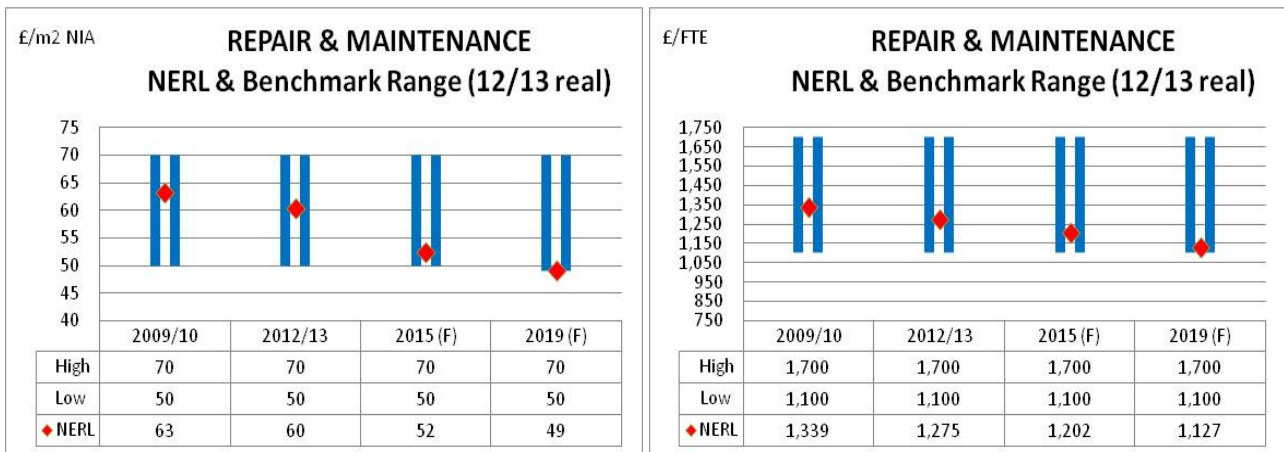 £/m2 NIA
REPAIR & MAINTENANCE
NERL & Benchmark Range (12/13 real)
75
70
65
60
55
50
45
40
2009/10 2012/13 2015 (F) 2019 (F)
High 70 70 70 70
Low 50 50 50 50
NERL 63 60 52 49
£/FTE
REPAIR & MAINTENANCE
NERL & Benchmark Range (12/13 real)
1,750
1,650
1,550
1,450
1,350
1,250
1,150
1,050
950
850
750
2009/10 2012/13 2015 (F) 2019 (F)
High 1,700 1,700 1,700 1,700
Low 1,100 1,100 1,100 1,100
NERL 1,339 1,275 1,202 1,127